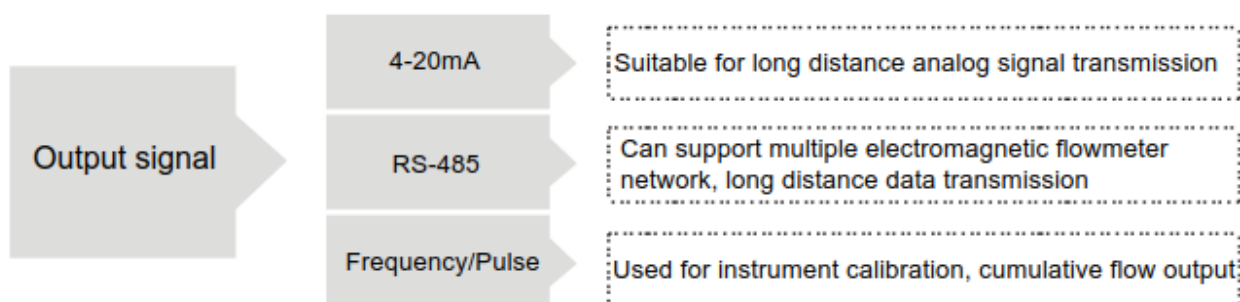 Output signal
4-20mA
Suitable for long distance analog signal transmission
RS-485
Can support multiple electromagnetic flowmeter
network, long distance data transmission
Frequency/Pulse
Used for instrument calibration, cumulative flow output